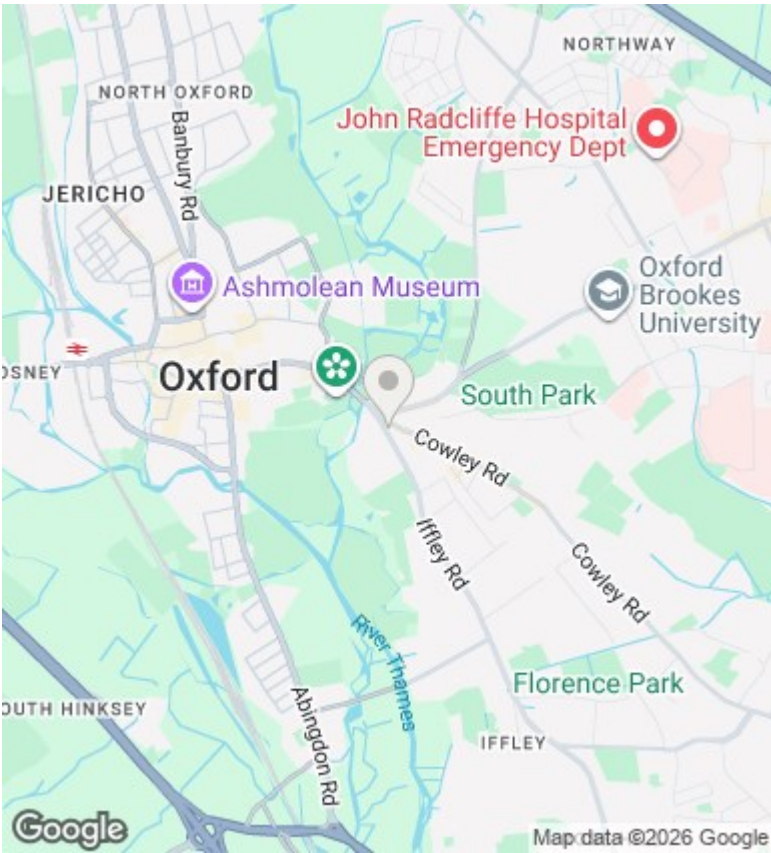 NORTHWAY
NORTH OXFORD
Banbury Rd
John Radcliffe Hospital
Emergency Dept
JERICHO
Ashmolean Museum
Oxford
Brookes
University
OSNEY
Oxford
South Park
Cowley Rd
Iffley Rd
Cowley Rd
River Thames
Florence Park
OUTH HINKSEY
Abingdon Rd
IFFLEY
Google
Map data ©2026 Google